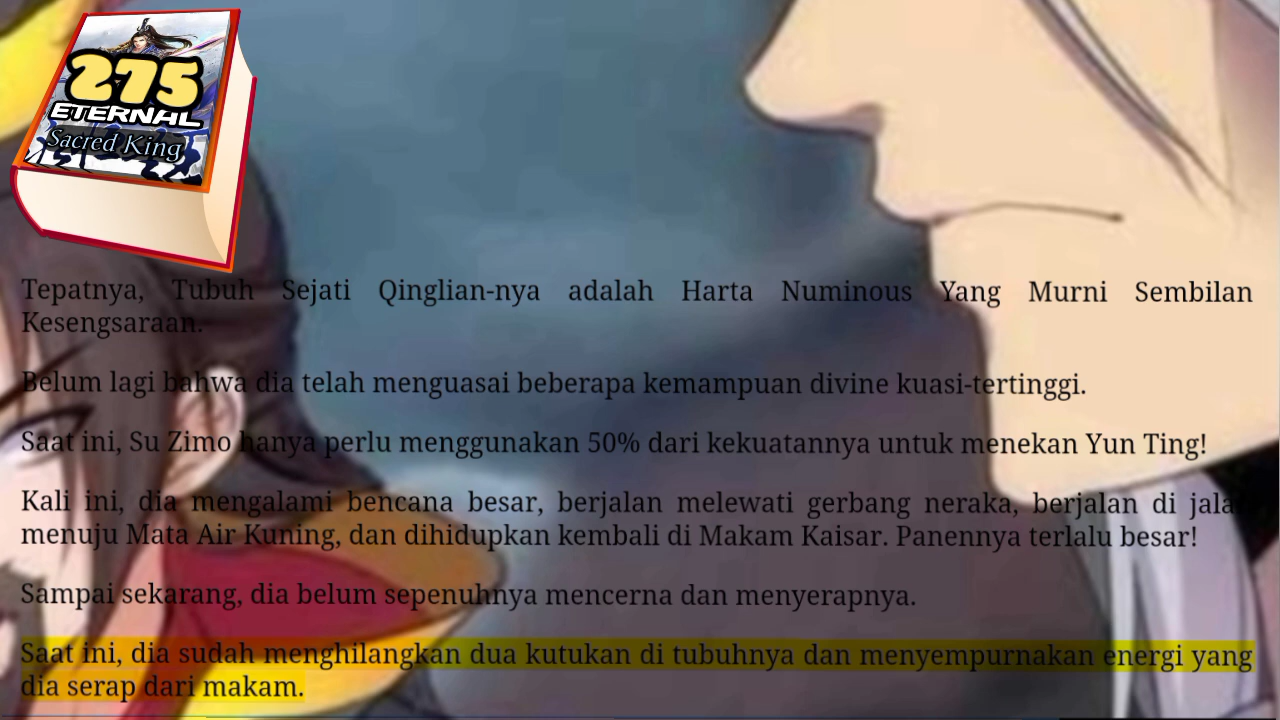 275
ETERNAL
Sacred King
Tepatnya, Tubuh Sejati Qinglian-nya adalah Harta Numinous Yang Murni Sembilan
Kesengsaraan.
Belum lagi bahwa dia telah menguasai beberapa kemampuan divine kuasi-tertinggi.
Saat ini, Su Zimo hanya perlu menggunakan 50% dari kekuatannya untuk menekan Yun Ting!
Kali ini, dia mengalami bencana besar, berjalan melewati gerbang neraka, berjalan di jalan
menuju Mata Air Kuning, dan dihidupkan kembali di Makam Kaisar. Panennya terlalu besar!
Sampai sekarang, dia belum sepenuhnya mencerna dan menyerapnya.
Saat ini, dia sudah menghilangkan dua kutukan di tubuhnya dan menyempurnakan energi yang
dia serap dari makam.